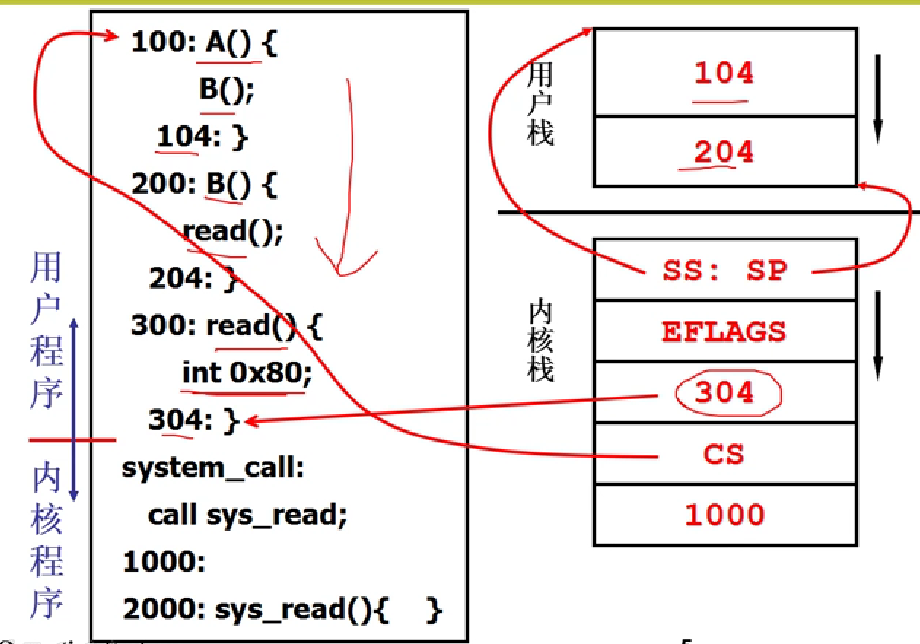 100: A() {
B();
104: }
200: B() {
read();
204: }
300: read() {
int 0x80;
304: }
system_call:
call sys_read;
1000:
2000: sys_read(){ }
用户程序
内核程序
用户栈
104
204
内核栈
SS: SP
EFLAGS
304
CS
1000